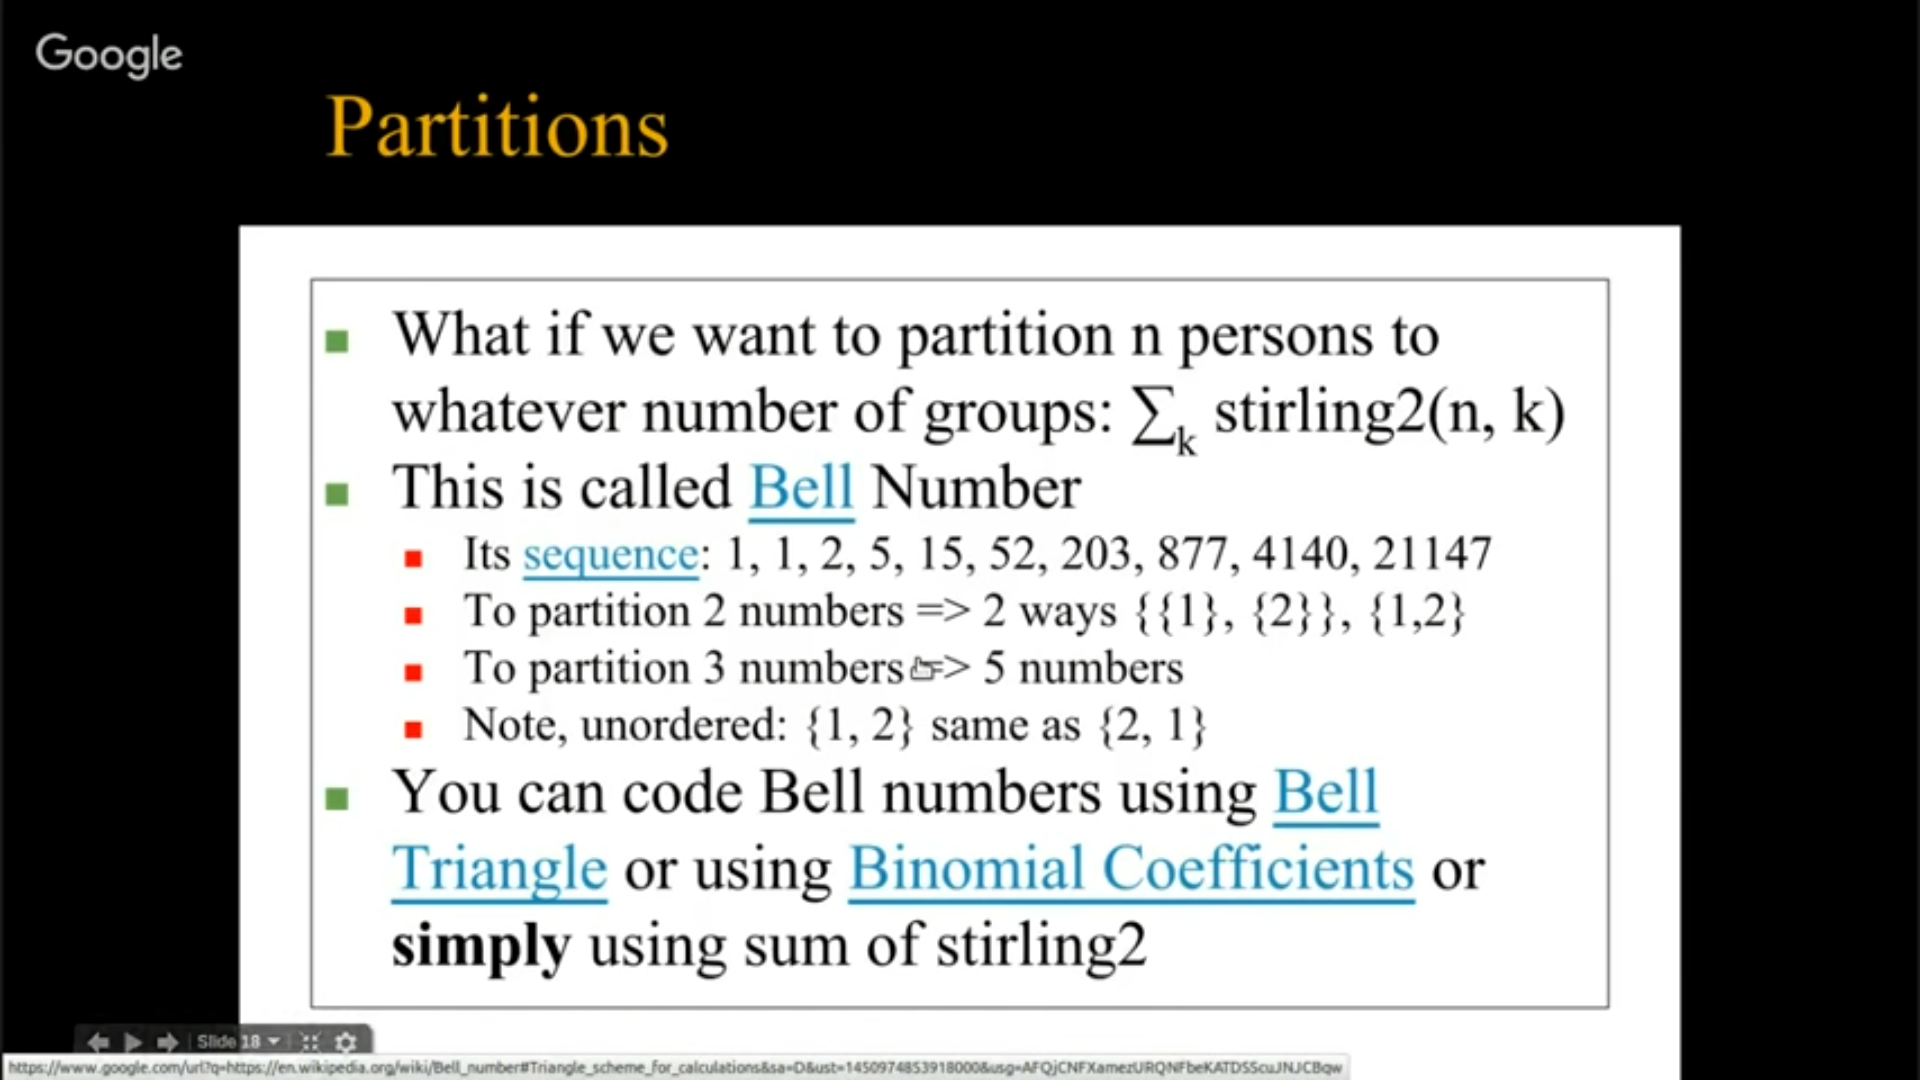 Google
Partitions
What if we want to partition n persons to
whatever number of groups: ∑k stirling2(n, k)
This is called Bell Number
Its sequence: 1, 1, 2, 5, 15, 52, 203, 877, 4140, 21147
To partition 2 numbers => 2 ways {{1}, {2}}, {1,2}
To partition 3 numbers => 5 numbers
Note, unordered: {1, 2} same as {2, 1}
You can code Bell numbers using Bell
Triangle or using Binomial Coefficients or
simply using sum of stirling2
Slide 18
https://www.google.com/url?q=https://en.wikipedia.org/wiki/Bell_number#Triangle_scheme_for_calculations&sa=D&ust=1450974853918000&usg=AFQjCNFXamezURQNFbeKATDSScuJNJCBqw